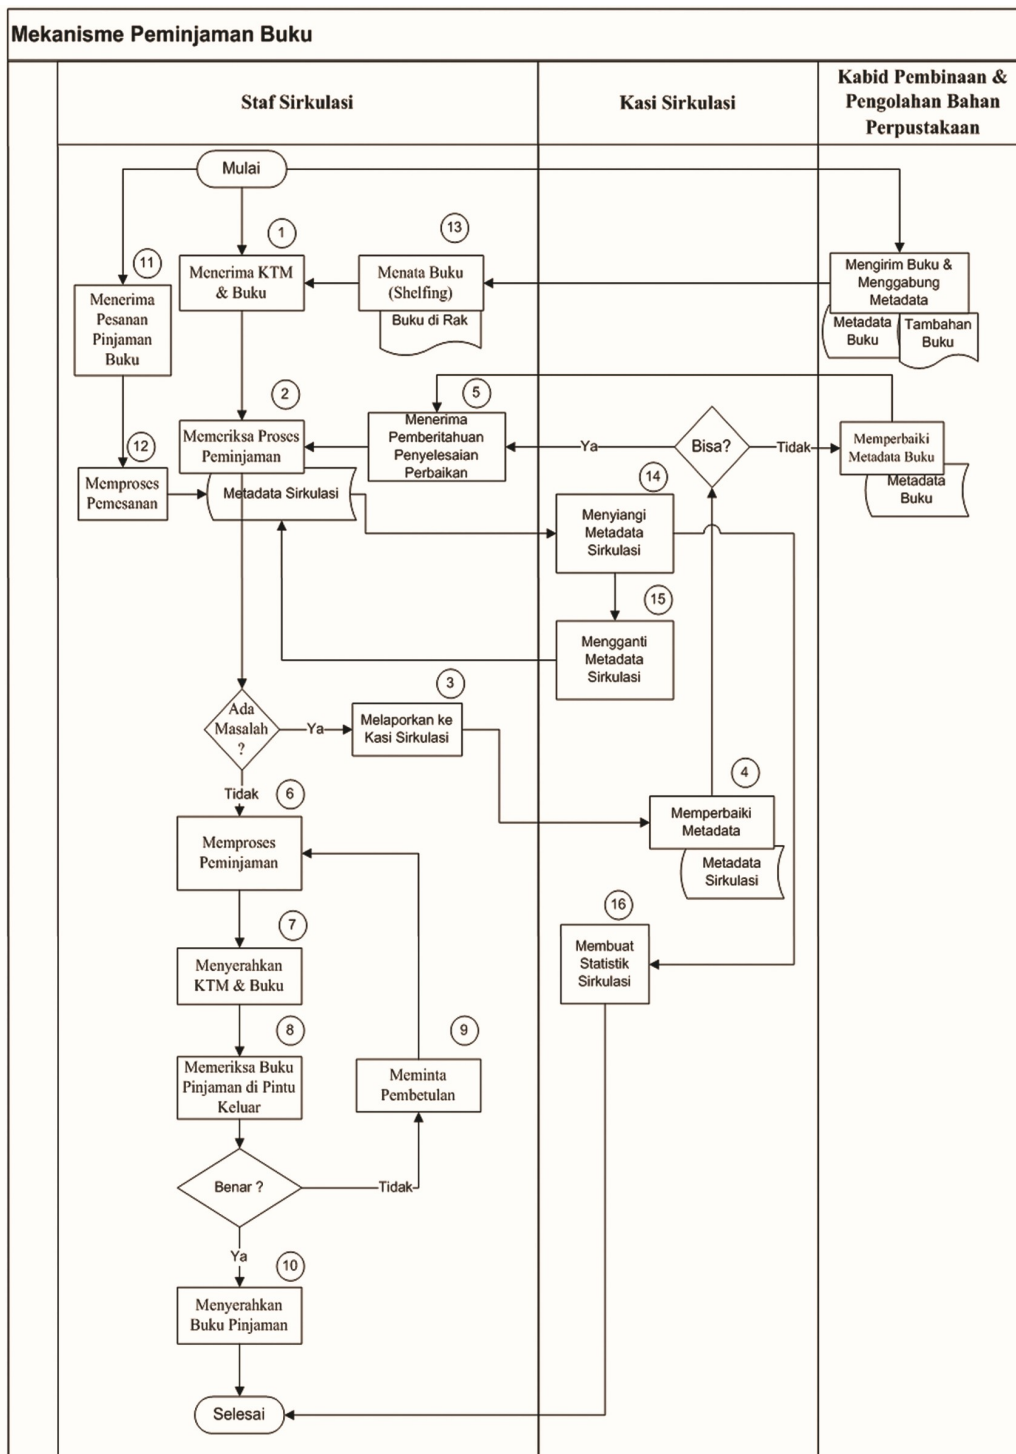 Mekanisme Peminjaman Buku
Staf Sirkulasi
Kasi Sirkulasi
Kabid Pembinaan &
Pengolahan Bahan
Perpustakaan
Mulai
1
13
11
Menerima KTM
& Buku
Menata Buku
(Shelfing)
Buku di Rak
Mengirim Buku &
Menggabung
Metadata
Metadata
Buku
Tambahan
Buku
Menerima
Pesanan
Pinjaman
Buku
2
5
12
Memeriksa Proses
Peminjaman
Metadata Sirkulasi
Menerima
Pemberitahuan
Penyelesaian
Perbaikan
Ya
Bisa?
Tidak
Memperbaiki
Metadata Buku
Metadata
Buku
Memproses
Pemesanan
14
Menyiangi
Metadata
Sirkulasi
15
Mengganti
Metadata
Sirkulasi
3
Ada
Masalah
?
Ya
Melaporkan ke
Kasi Sirkulasi
4
Memperbaiki
Metadata
Metadata
Sirkulasi
Tidak
6
Memproses
Peminjaman
7
Menyerahkan
KTM & Buku
16
Membuat
Statistik
Sirkulasi
8
Memeriksa Buku
Pinjaman di Pintu
Keluar
9
Meminta
Pembetulan
Benar ?
Tidak
Ya
10
Menyerahkan
Buku Pinjaman
Selesai